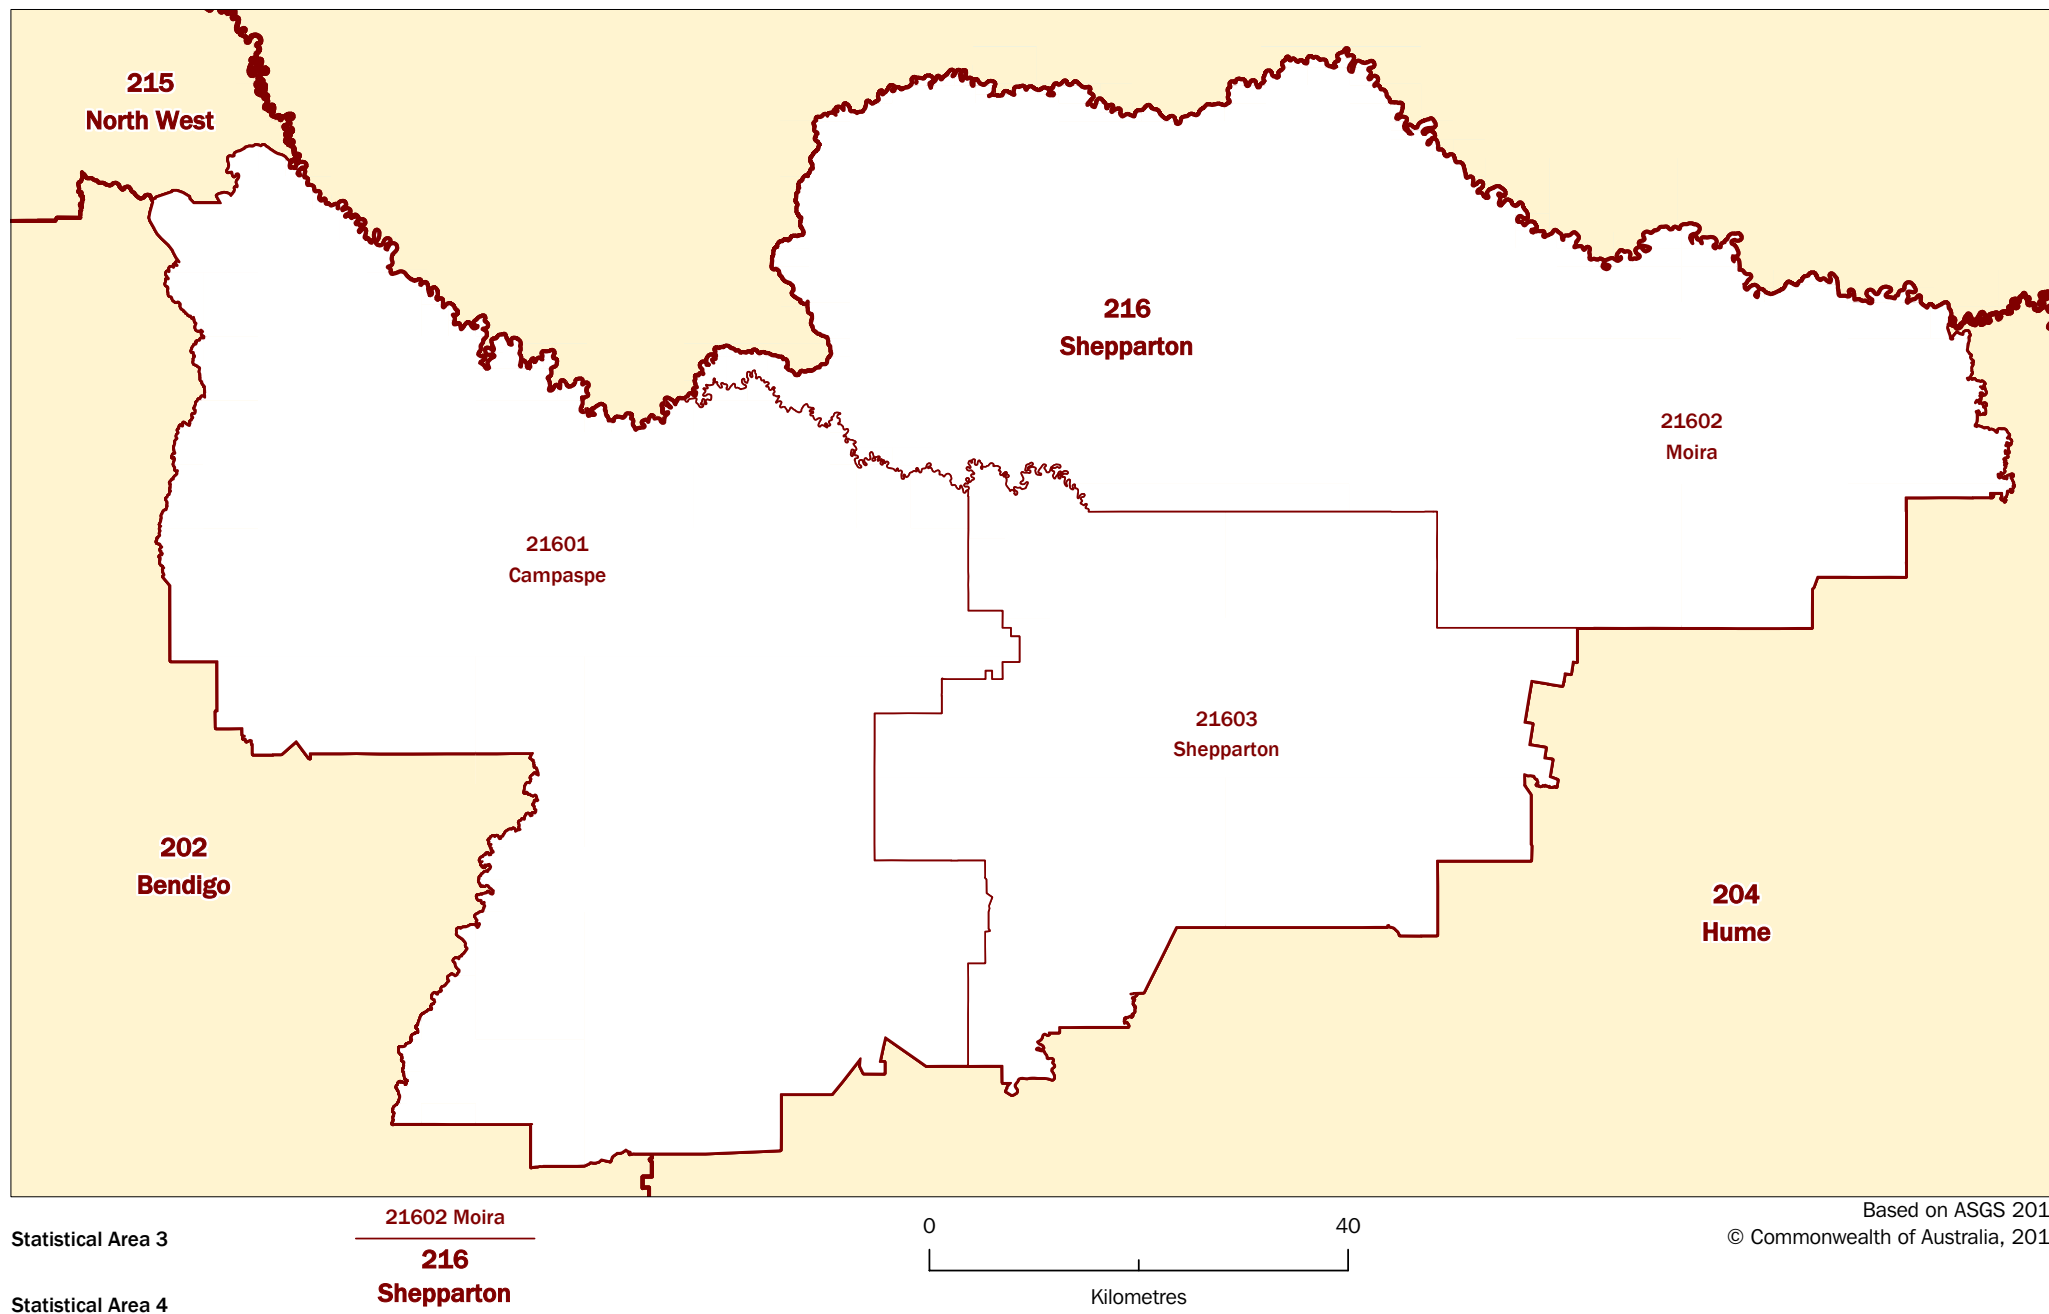 215
North West
216
Shepparton
21602
Moira
21601
Campaspe
21603
Shepparton
202
Bendigo
204
Hume
Statistical Area 3
21602 Moira
216
Shepparton
Statistical Area 4
0
40
Kilometres
Based on ASGS 201
© Commonwealth of Australia, 201